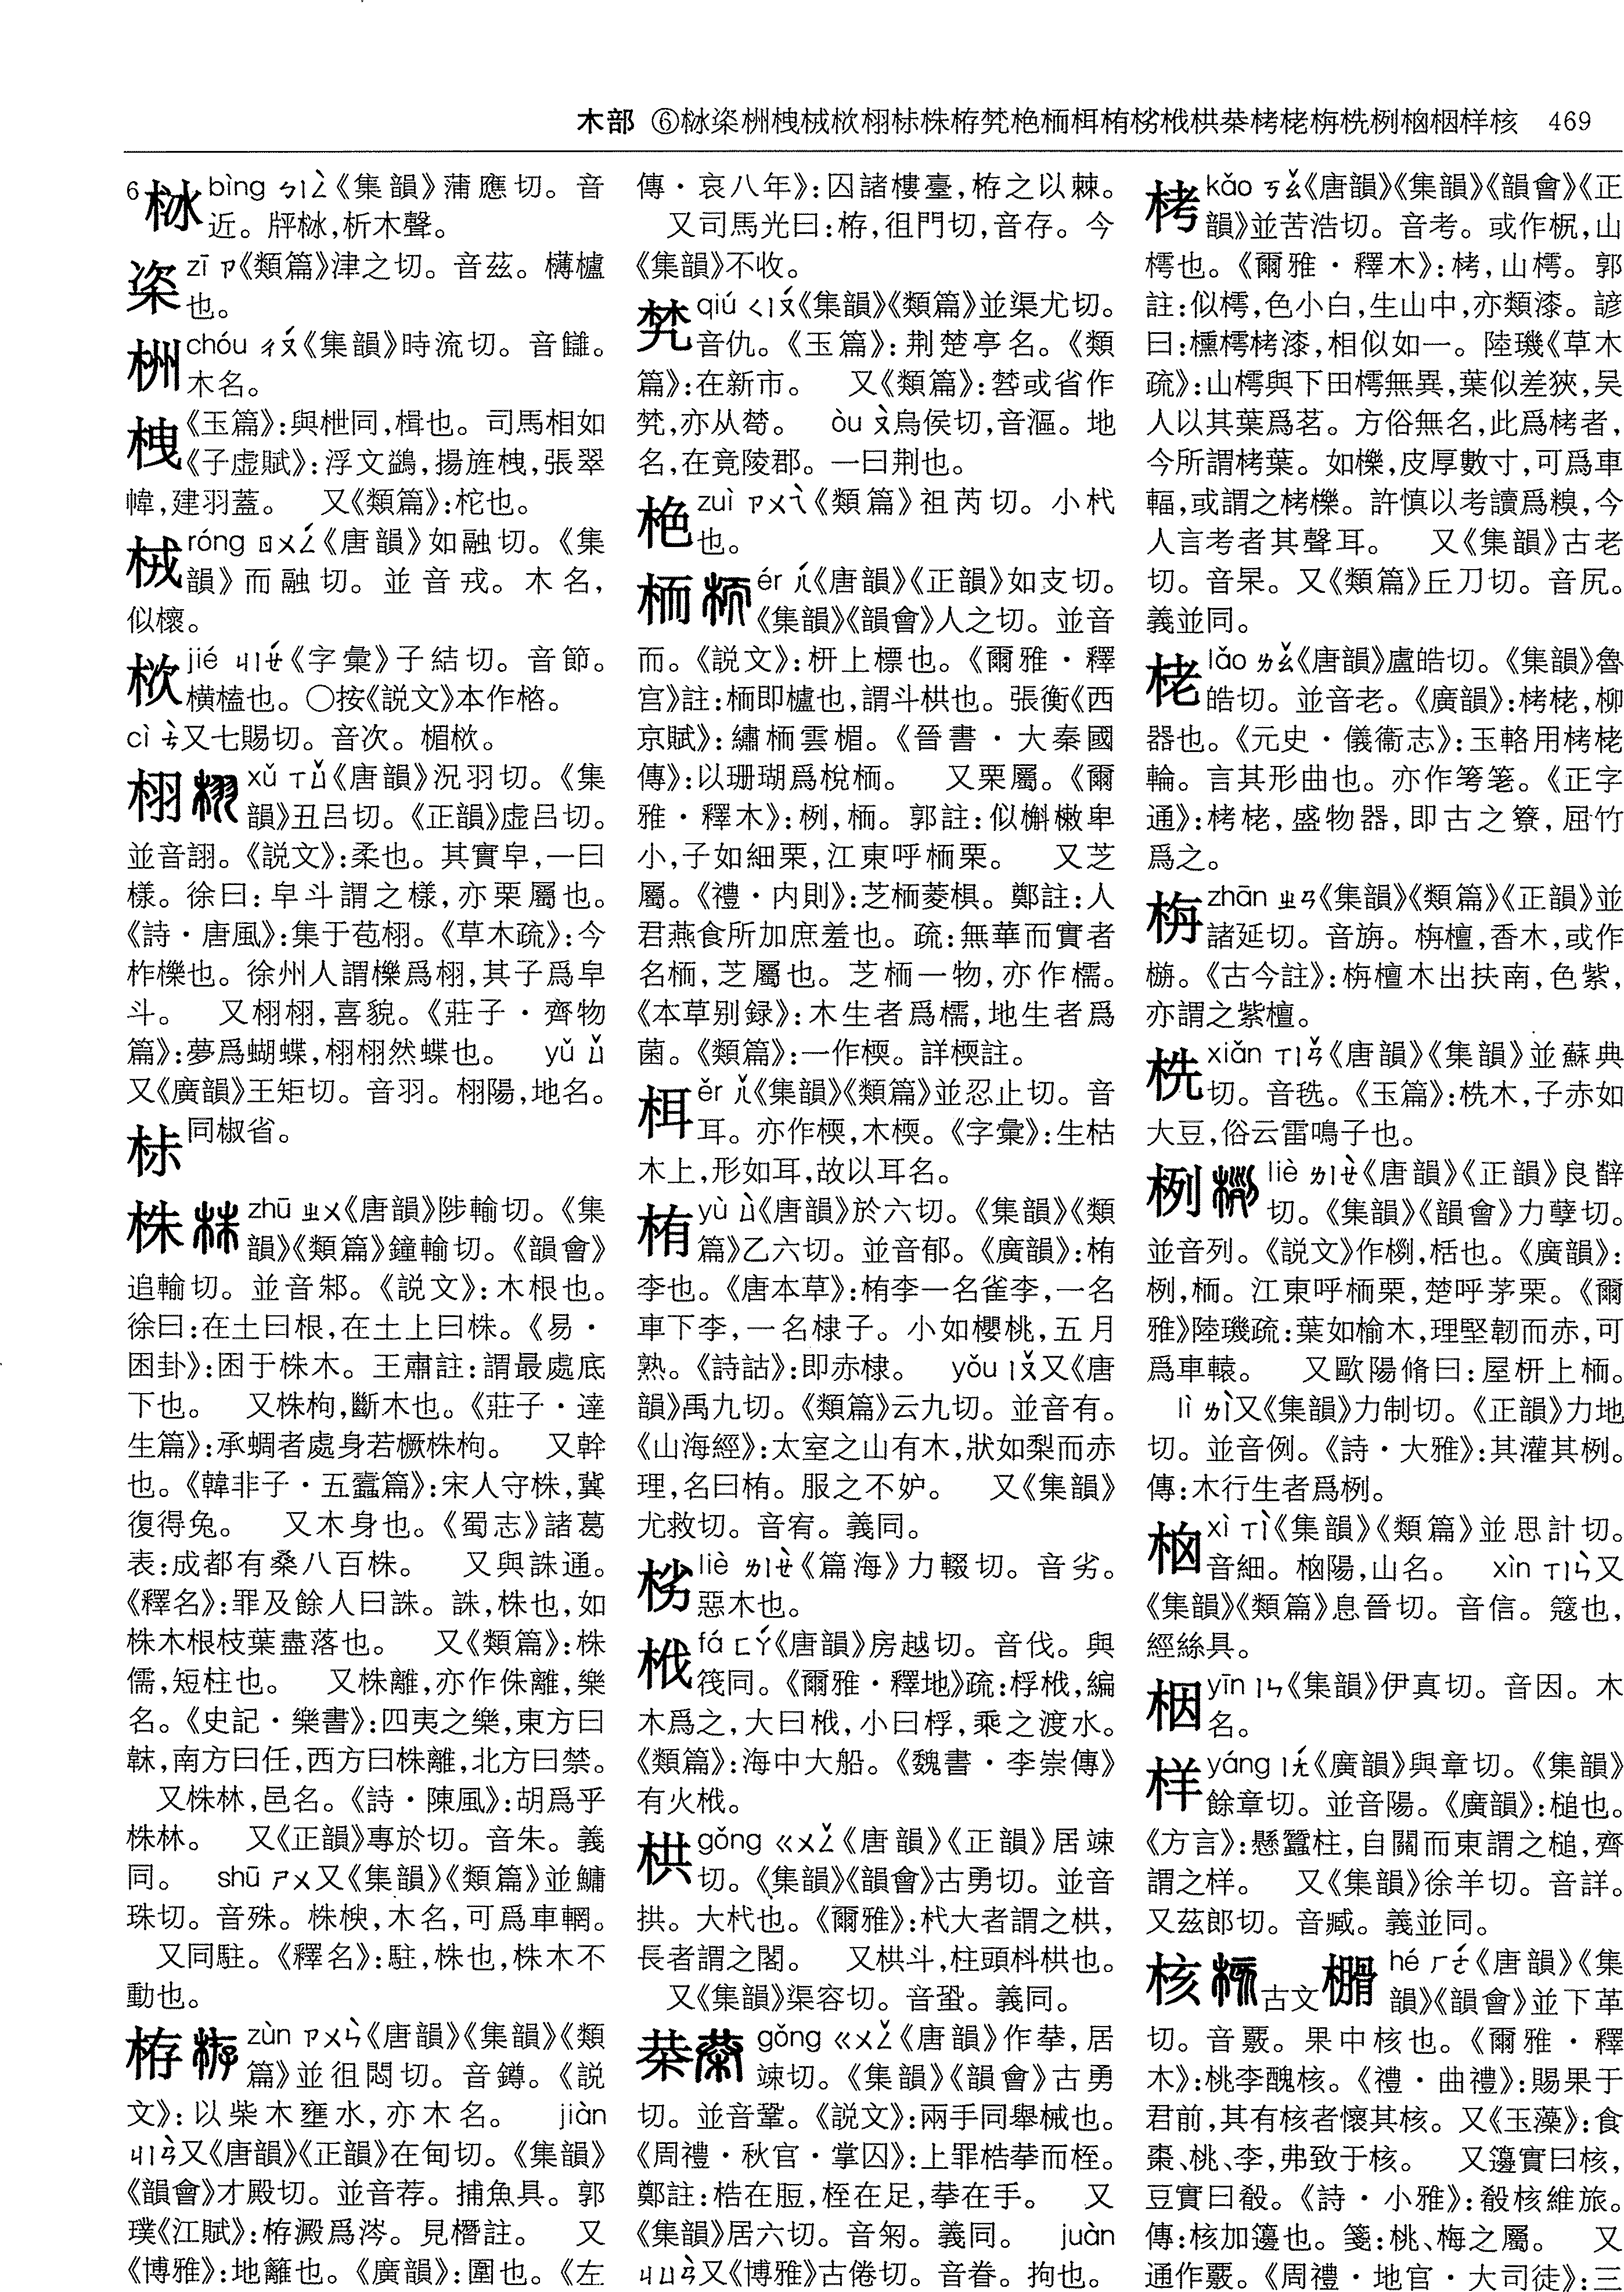 木部 ⑥栤栥栦栧栨栨栩㭉株栫梵栬栭栮栯栵栰栱拲栲栳栴栍栵栖栶样核 469
6 栤 bìng ㄅㄧㄥˋ《集韻》蒲應切。音
近。牉栤,析木聲。
栥 zī ㄗ《類篇》津之切。音茲。欂櫨
也。
栦 chóu ㄔㄡˊ《集韻》時流切。音讎。
木名。
栧《玉篇》:與枻同,楫也。司馬相如
《子虛賦》:浮文鷁,揚旌栧,張翠
幃,建羽蓋。 又《類篇》:柁也。
栻 róng ㄖㄨㄥˊ《唐韻》如融切。《集
韻》而融切。並音戎。木名,
似檂。
栨 jié ㄐㄧㄝˊ《字彙》子結切。音節。
横榼也。〇按《説文》本作楶。
cì ㄘˋ又七賜切。音次。楣栨。
栩 xǔ ㄒㄩˇ《唐韻》況羽切。《集
韻》丑吕切。《正韻》虚吕切。
並音詡。《説文》:柔也。其實皁,一曰
樣。徐曰:皁斗謂之樣,亦栗屬也。
《詩・唐風》:集于苞栩。《草木疏》:今
柞櫟也。徐州人謂櫟爲栩,其子爲皁
斗。 又栩栩,喜貌。《莊子・齊物
篇》:夢爲蝴蝶,栩栩然蝶也。 yǔ ㄩˇ
又《廣韻》王矩切。音羽。栩陽,地名。
同椒省。
株 zhū ㄓㄨ《唐韻》陟輸切。《集
韻》《類篇》鐘輸切。《韻會》
追輸切。並音邾。《説文》:木根也。
徐曰:在土曰根,在土上曰株。《易・
困卦》:困于株木。王肅註:謂最處底
下也。 又株枸,斷木也。《莊子・達
生篇》:承蜩者處身若橛株枸。 又幹
也。《韓非子・五蠹篇》:宋人守株,冀
復得兔。 又木身也。《蜀志》諸葛
表:成都有桑八百株。 又與誅通。
《釋名》:罪及餘人曰誅。誅,株也,如
株木根枝葉盡落也。 又《類篇》:株
儒,短柱也。 又株離,亦作侏離,樂
名。《史記・樂書》:四夷之樂,東方曰
韎,南方曰任,西方曰株離,北方曰禁。
又株林,邑名。《詩・陳風》:胡爲乎
株林。 又《正韻》專於切。音朱。義
同。 shū ㄕㄨ又《集韻》《類篇》並鱅
珠切。音殊。株㮕,木名,可爲車輞。
又同駐。《釋名》:駐,株也,株木不
動也。
栫 zùn ㄗㄨㄣˋ《唐韻》《集韻》《類
篇》並徂悶切。音鐏。《説
文》:以柴木壅水,亦木名。 jiàn
ㄐㄧㄢˋ又《唐韻》《正韻》在甸切。《集韻》
《韻會》才殿切。並音荐。捕魚具。郭
璞《江賦》:栫澱爲涔。見橬註。 又
《博雅》:地籬也。《廣韻》:圍也。《左
傳・哀八年》:囚諸樓臺,栫之以棘。
又司馬光曰:栫,徂門切,音存。今
《集韻》不收。
梵 qiú ㄑㄧㄡˊ《集韻》《類篇》並渠尤切。
音仇。《玉篇》:荆楚亭名。《類
篇》:在新市。 又《類篇》:
òu ㄡˋ烏侯切,音漚。地
名,在竟陵郡。一曰荆也。
栬 zuì ㄗㄨㄟˋ《類篇》祖芮切。小杙
也。
栭 ér ㄦˊ《唐韻》《正韻》如支切。
《集韻》《韻會》人之切。並音
而。《説文》:枅上標也。《爾雅・釋
宫》註:栭即櫨也,謂斗栱也。張衡《西
京賦》:繡栭雲楣。《晉書・大秦國
傳》:以珊瑚爲棁栭。 又栗屬。《爾
雅・釋木》:栵,栭。郭註:似槲樕卑
小,子如細栗,江東呼栭栗。 又芝
屬。《禮・内則》:芝栭菱椇。鄭註:人
君燕食所加庶羞也。疏:無華而實者
名栭,芝屬也。芝栭一物,亦作檽。
《本草别録》:木生者爲檽,地生者爲
菌。《類篇》:一作㮕。詳㮕註。
栮 ěr ㄦˇ《集韻》《類篇》並忍止切。音
耳。亦作㮕,木㮕。《字彙》:生枯
木上,形如耳,故以耳名。
栯 yù ㄩˋ《唐韻》於六切。《集韻》《類
篇》乙六切。並音郁。《廣韻》:栯
李也。《唐本草》:栯李一名雀李,一名
車下李,一名棣子。小如櫻桃,五月
熟。《詩詁》:即赤棣。 yǒu ㄧㄡˇ又《唐
韻》禹九切。《類篇》云九切。並音有。
《山海經》:太室之山有木,狀如梨而赤
理,名曰栯。服之不妒。 又《集韻》
尤救切。音宥。義同。
liè ㄌㄧㄝˋ《篇海》力輟切。音劣。
惡木也。
栰 fá ㄈㄚˊ《唐韻》房越切。音伐。與
筏同。《爾雅・釋地》疏:桴栰,編
木爲之,大曰栰,小曰桴,乘之渡水。
《類篇》:海中大船。《魏書・李崇傳》
有火栰。
栱 gǒng ㄍㄨㄥˇ《唐韻》《正韻》居竦
切。《集韻》《韻會》古勇切。並音
拱。大杙也。《爾雅》:杙大者謂之栱,
長者謂之閣。 又栱斗,柱頭枓栱也。
又《集韻》渠容切。音蛩。義同。
㭟 gǒng ㄍㄨㄥˇ《唐韻》作拲,居
竦切。《集韻》《韻會》古勇
切。並音鞏。《説文》:兩手同舉械也。
《周禮・秋官・掌囚》:上罪梏拲而桎。
鄭註:梏在脰,桎在足,拲在手。 又
《集韻》居六切。音匊。義同。 juàn
ㄐㄩㄢˋ又《博雅》古倦切。音眷。拘也。
栲 kǎo ㄎㄠˇ《唐韻》《集韻》《韻會》《正
韻》並苦浩切。音考。或作㭮,山
樗也。《爾雅・釋木》:栲,山樗。郭
註:似樗,色小白,生山中,亦類漆。諺
曰:櫄樗栲漆,相似如一。陸璣《草木
疏》:山樗與下田樗無異,葉似差狹,吴
人以其葉爲茗。方俗無名,此爲栲者,
今所謂栲葉。如櫟,皮厚數寸,可爲車
輻,或謂之栲櫟。許慎以考讀爲糗,今
人言考者其聲耳。 又《集韻》古老
切。音杲。又《類篇》丘刀切。音尻。
義並同。
栳 lǎo ㄌㄠˇ《唐韻》盧皓切。《集韻》魯
皓切。並音老。《廣韻》:栲栳,柳
器也。《元史・儀衞志》:玉輅用栲栳
輪。言其形曲也。亦作䇪筅。《正字
通》:栲栳,盛物器,即古之簝,屈竹
爲之。
栴 zhān ㄓㄢ《集韻》《類篇》《正韻》並
諸延切。音旃。栴檀,香木,或作
㯆。《古今註》:栴檀木出扶南,色紫,
亦謂之紫檀。
㭠 xiǎn ㄒㄧㄢˇ《唐韻》《集韻》並蘇典
切。音毨。《玉篇》:㭠木,子赤如
大豆,俗云雷鳴子也。
栵 liè ㄌㄧㄝˋ《唐韻》《正韻》良辥
切。《集韻》《韻會》力孽切。
並音列。《説文》作㮞,栝也。《廣韻》:
栵,栭。江東呼栭栗,楚呼茅栗。《爾
雅》陸璣疏:葉如榆木,理堅韌而赤,可
爲車轅。 又歐陽脩曰:屋枅上栭。
lì ㄌㄧˋ又《集韻》力制切。《正韻》力地
切。並音例。《詩・大雅》:其灌其栵。
傳:木行生者爲栵。
xì ㄒㄧˋ《集韻》《類篇》並思計切。
音細。 陽,山名。 xìn ㄒㄧㄣˋ又
《集韻》《類篇》息晉切。音信。簆也,
經絲具。
栶 yīn ㄧㄣ《集韻》伊真切。音因。木
名。
样 yáng ㄧㄤˊ《廣韻》與章切。《集韻》
餘章切。並音陽。《廣韻》:槌也。
《方言》:懸蠶柱,自關而東謂之槌,齊
謂之样。 又《集韻》徐羊切。音詳。
又茲郎切。音臧。義並同。
核 古文 㮯 hé ㄏㄜˊ《唐韻》《集
韻》《韻會》並下革
切。音覈。果中核也。《爾雅・釋
木》:桃李醜核。《禮・曲禮》:賜果于
君前,其有核者懷其核。又《玉藻》:食
棗、桃、李,弗致于核。 又籩實曰核,
豆實曰殽。《詩・小雅》:殽核維旅。
傳:核加籩也。箋:桃、梅之屬。 又
通作覈。《周禮・地官・大司徒》:三